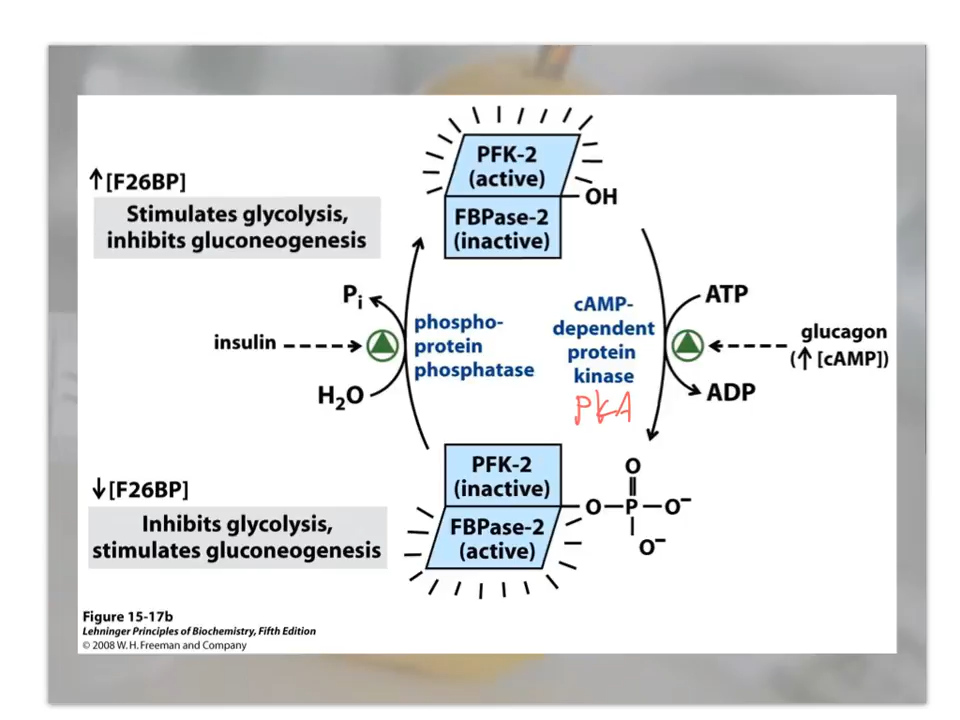 PFK-2
(active)
OH
FBPase-2
(inactive)
↑[F26BP]
Stimulates glycolysis,
inhibits gluconeogenesis
Pi
insulin
H2O
phospho-
protein
phosphatase
cAMP-
dependent
protein
kinase
PKA
ATP
glucagon
(↑ [cAMP])
ADP
↓[F26BP]
Inhibits glycolysis,
stimulates gluconeogenesis
PFK-2
(inactive)
FBPase-2
(active)
O
O—P—O−
O−
Figure 15-17b
Lehninger Principles of Biochemistry, Fifth Edition
© 2008 W. H. Freeman and Company